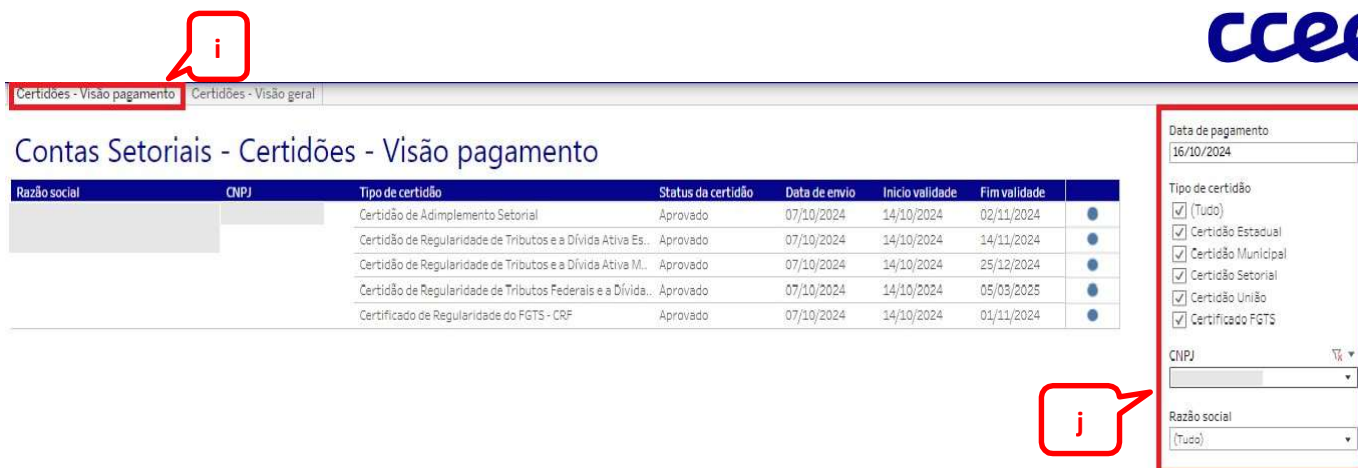 ccee
i
Certidões - Visão pagamento Certidões - Visão geral
Contas Setoriais - Certidões - Visão pagamento
Razão social CNPJ Tipo de certidão Status da certidão Data de envio Inicio validade Fim validade
Certidão de Adimplemento Setorial Aprovado 07/10/2024 14/10/2024 02/11/2024
Certidão de Regularidade de Tributos e a Dívida Ativa Es.. Aprovado 07/10/2024 14/10/2024 14/11/2024
Certidão de Regularidade de Tributos e a Dívida Ativa M.. Aprovado 07/10/2024 14/10/2024 25/12/2024
Certidão de Regularidade de Tributos Federais e a Dívida.. Aprovado 07/10/2024 14/10/2024 05/03/2025
Certificado de Regularidade do FGTS - CRF Aprovado 07/10/2024 14/10/2024 01/11/2024
Data de pagamento
16/10/2024
Tipo de certidão
(Tudo)
Certidão Estadual
Certidão Municipal
Certidão Setorial
Certidão União
Certificado FGTS
CNPJ
j
Razão social
(Tudo)